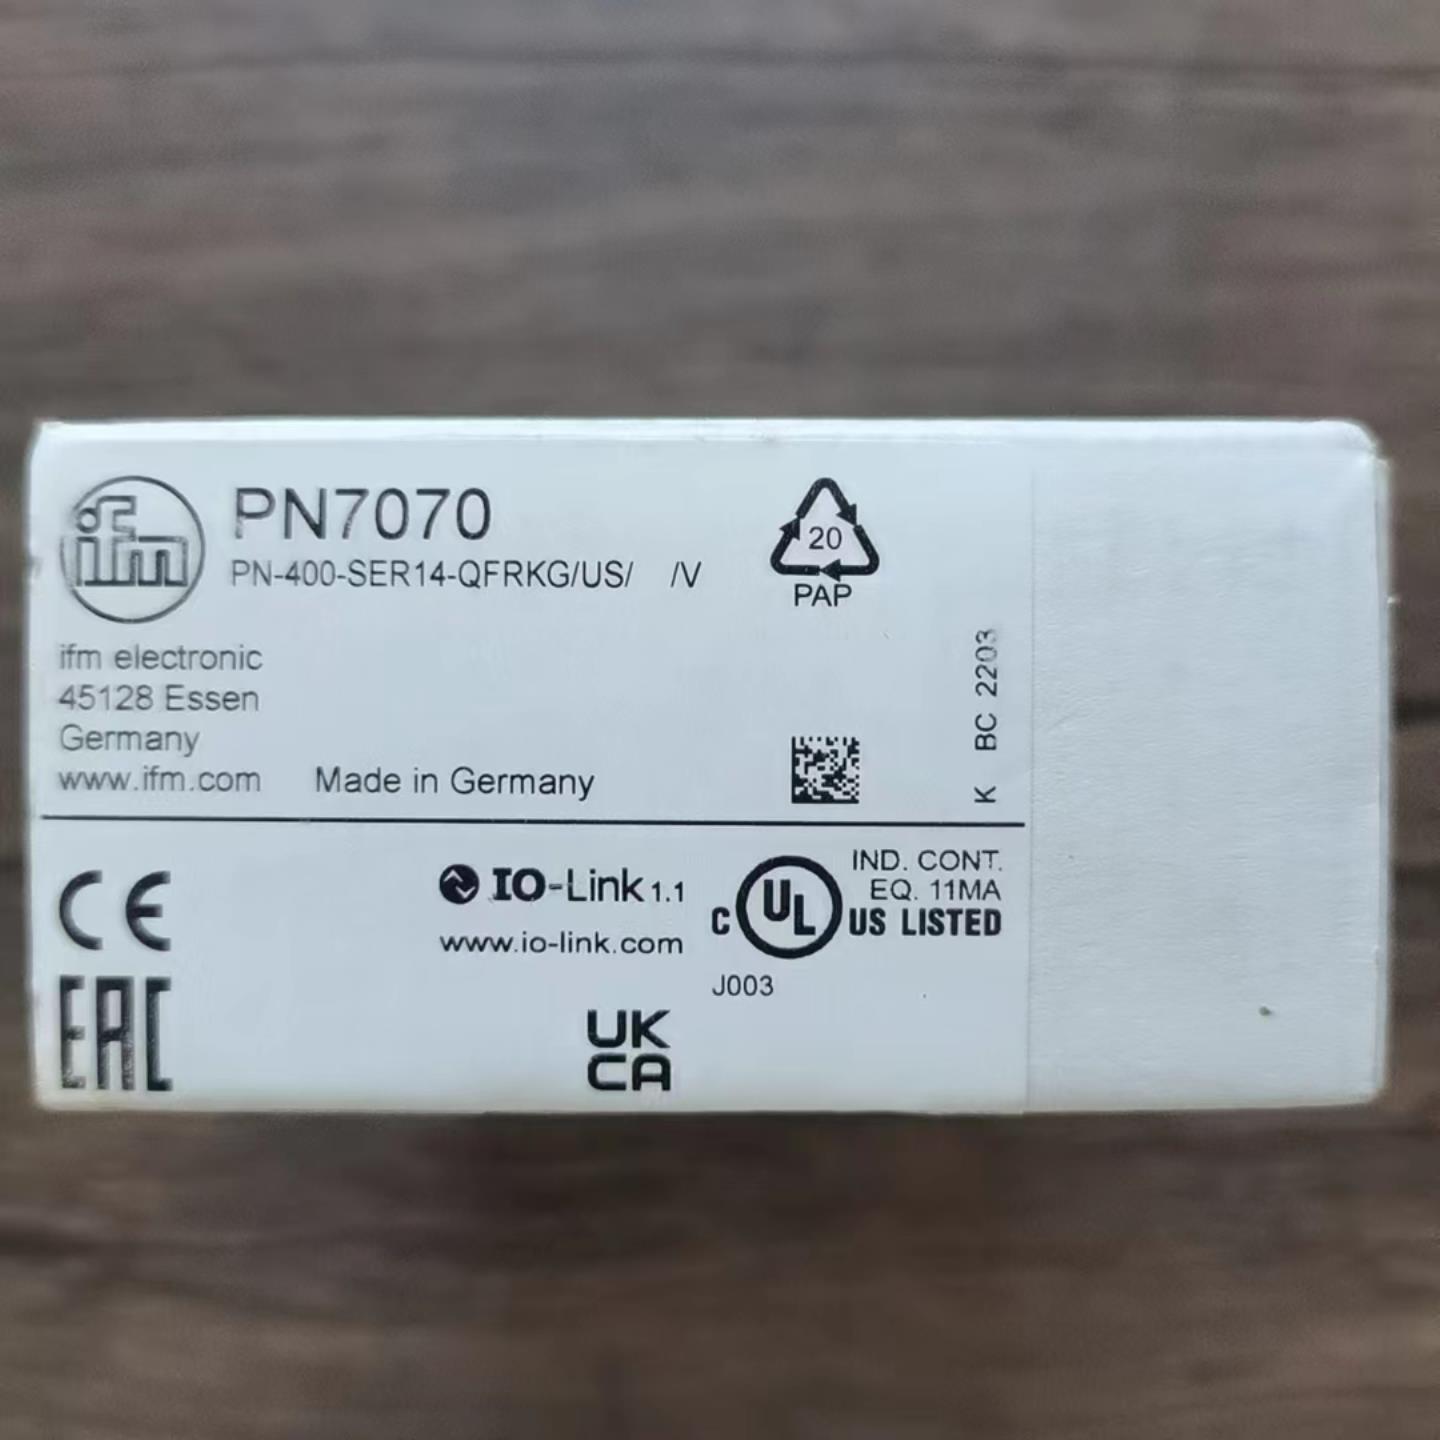 ifm
PN7070
PN-400-SER14-QFRKG/US/ /V
20
PAP
ifm electronic
45128 Essen
Germany
www.ifm.com
Made in Germany
K BC 2203
CE
EAC
IO-Link 1.1
www.io-link.com
C UL US LISTED
IND. CONT.
EQ. 11MA
J003
UK
CA